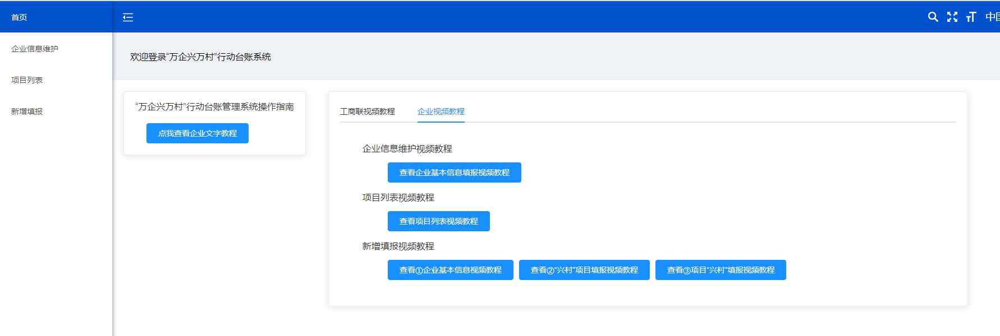 首页
中国
企业信息维护
项目列表
新增填报
欢迎登录“万企兴万村”行动台账系统
“万企兴万村”行动台账管理系统操作指南
点我查看企业文字教程
工商联视频教程
企业视频教程
企业信息维护视频教程
查看企业基本信息填报视频教程
项目列表视频教程
查看项目列表视频教程
新增填报视频教程
查看①企业基本信息视频教程
查看②“兴村”项目填报视频教程
查看③项目“兴村“填报视频教程